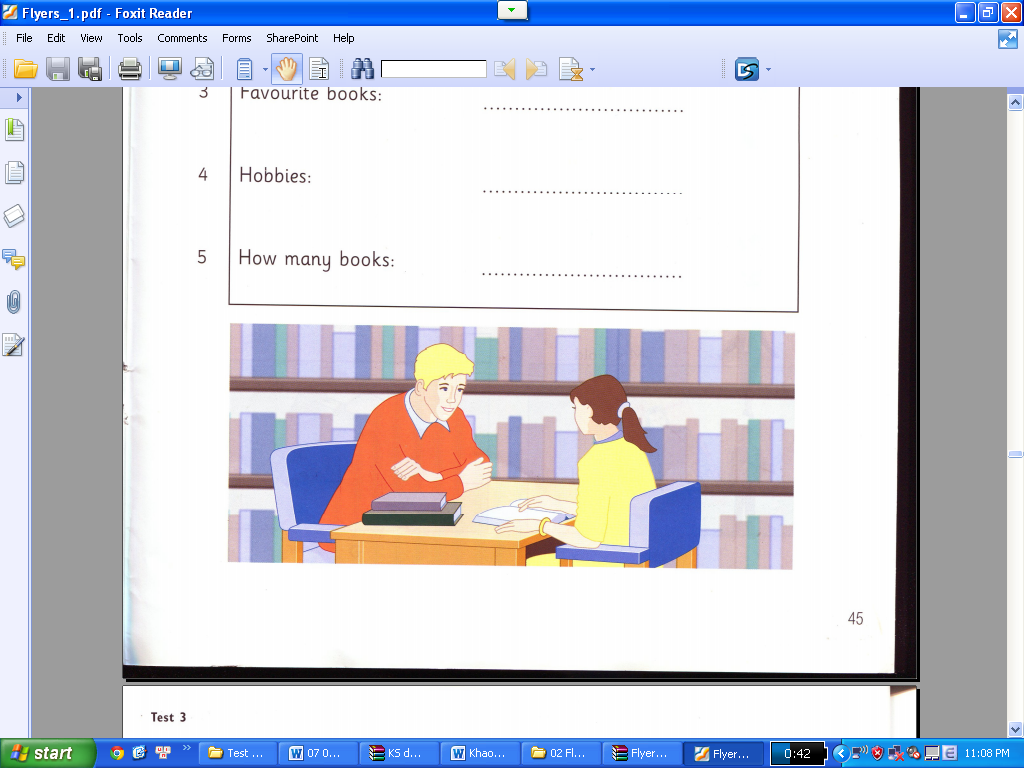 Flyers_1.pdf - Foxit Reader
File Edit View Tools Comments Forms SharePoint Help
3 Favourite books: ................................
4 Hobbies: ................................
5 How many books: ................................
45
Test 3
start
Test ...
07 0...
KS d...
Khao...
02 Fl...
Flyer...
Flyer...
0:42
11:08 PM